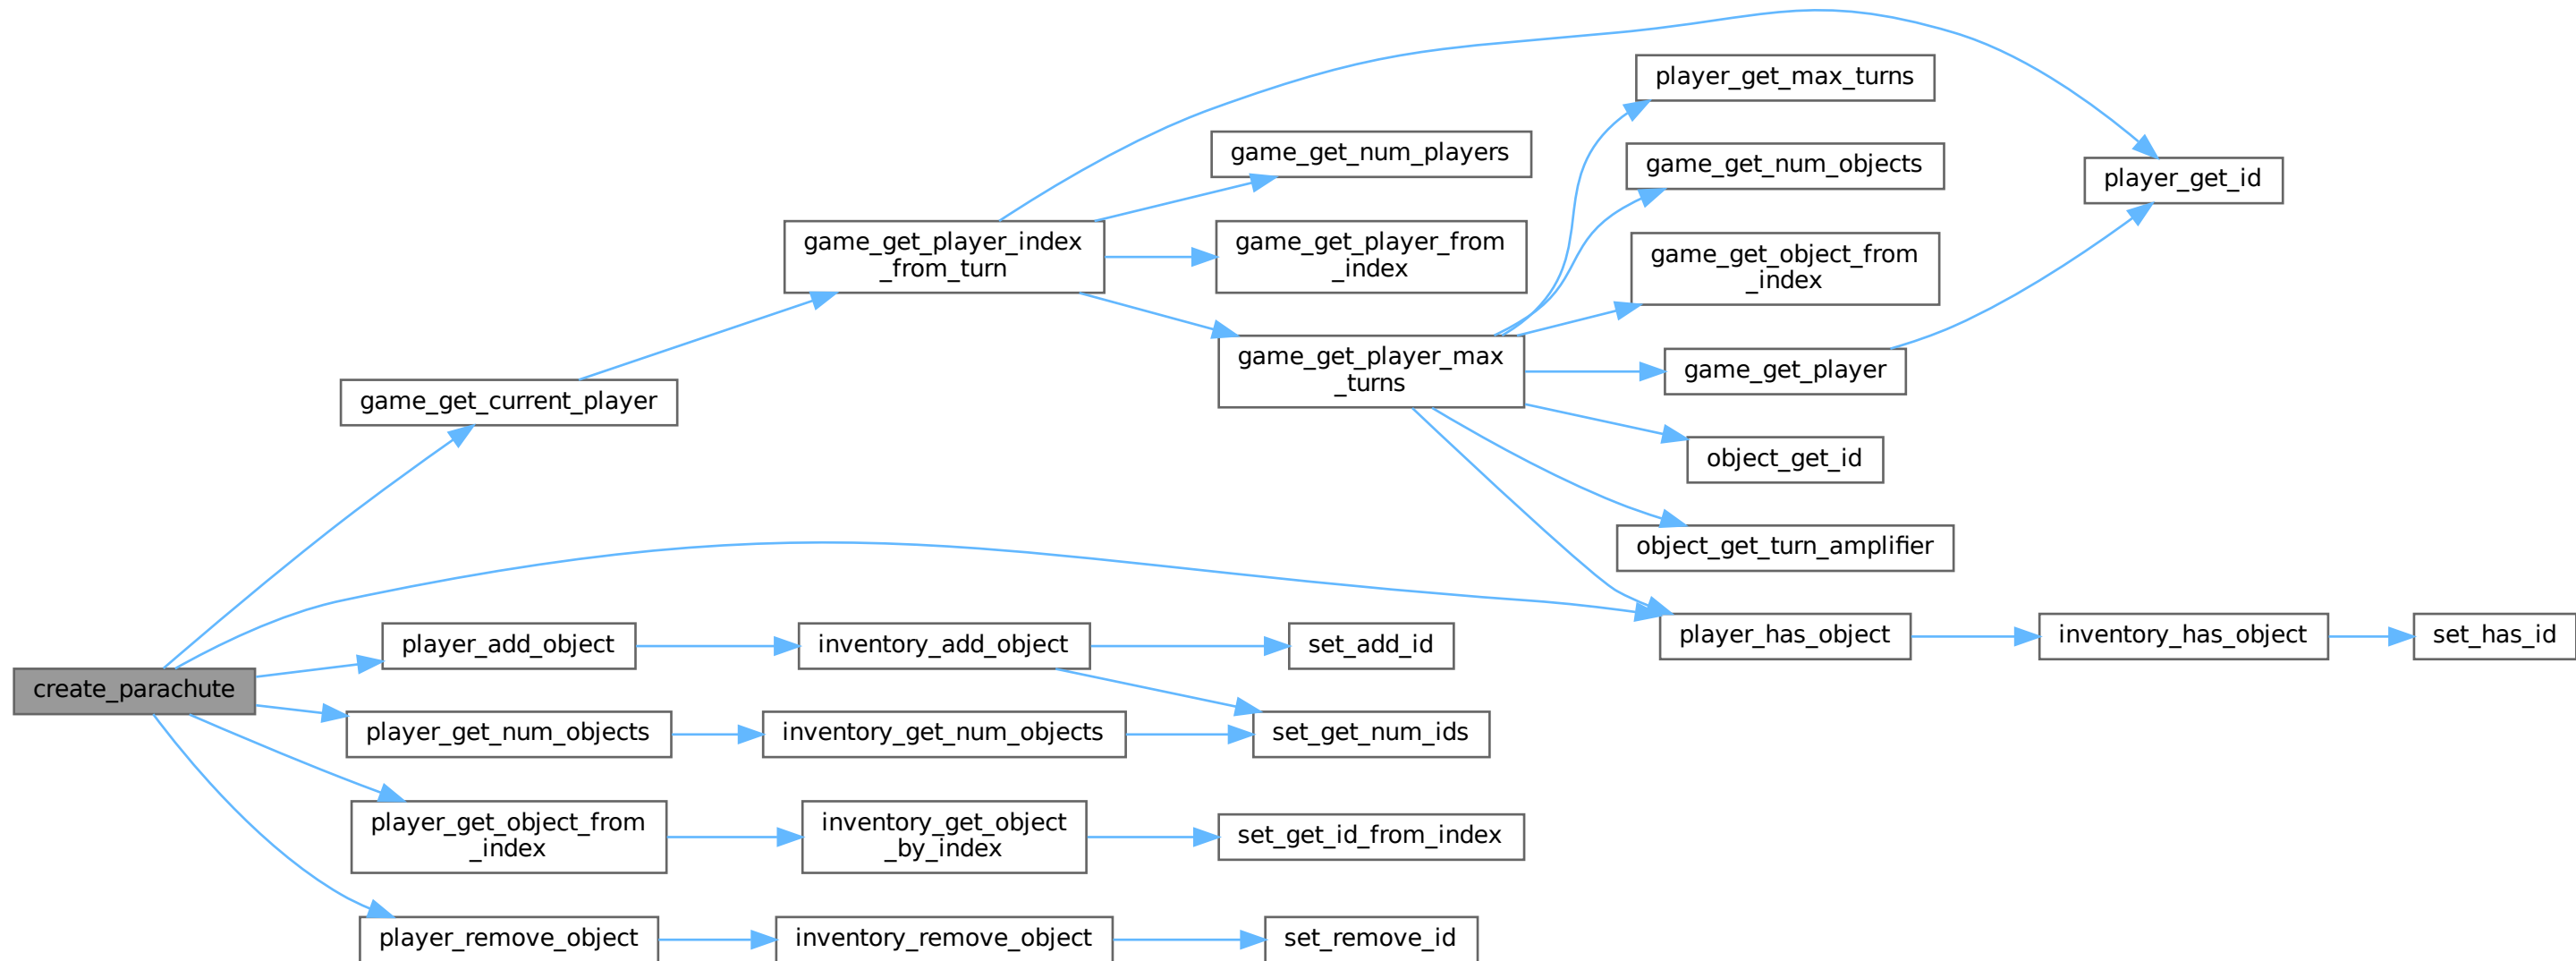 create_parachute
game_get_current_player
game_get_player_index
_from_turn
game_get_num_players
game_get_player_from
_index
game_get_player_max
_turns
player_get_max_turns
game_get_num_objects
game_get_object_from
_index
game_get_player
player_get_id
object_get_id
object_get_turn_amplifier
player_has_object
inventory_has_object
set_has_id
player_add_object
inventory_add_object
set_add_id
player_get_num_objects
inventory_get_num_objects
set_get_num_ids
player_get_object_from
_index
inventory_get_object
_by_index
set_get_id_from_index
player_remove_object
inventory_remove_object
set_remove_id